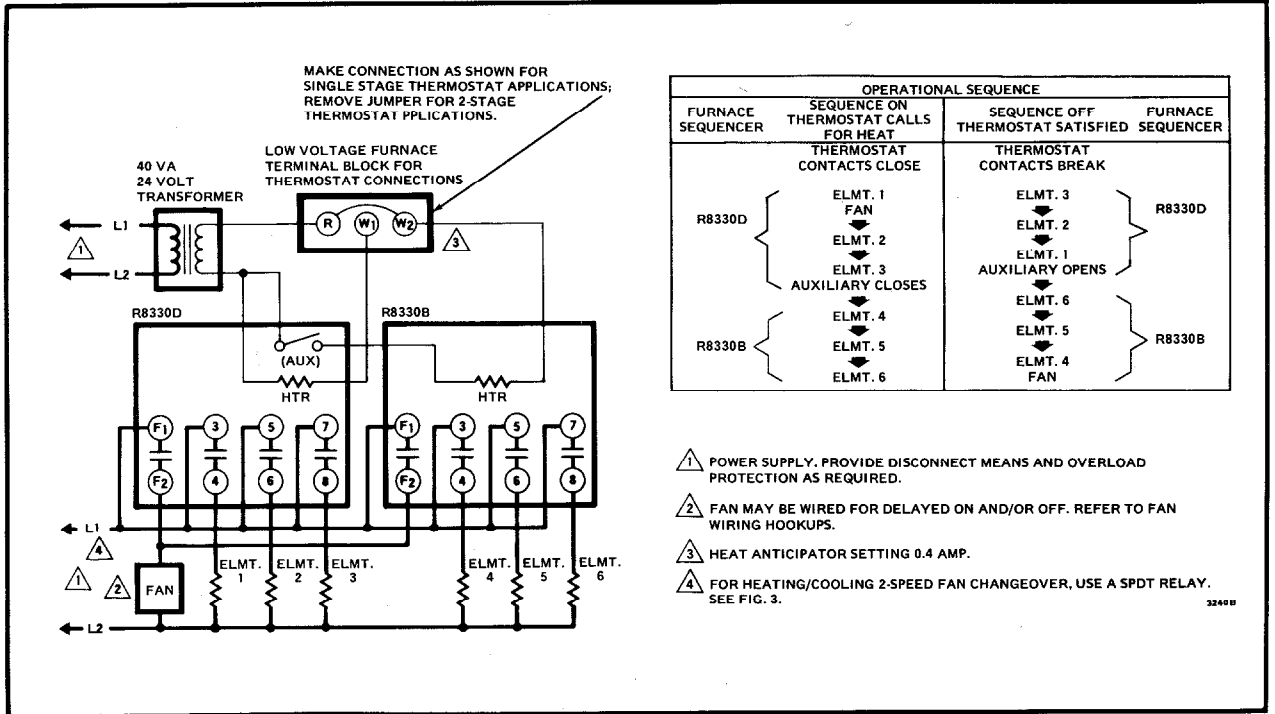 MAKE CONNECTION AS SHOWN FOR
SINGLE STAGE THERMOSTAT APPLICATIONS;
REMOVE JUMPER FOR 2-STAGE
THERMOSTAT PPLICATIONS.
LOW VOLTAGE FURNACE
TERMINAL BLOCK FOR
THERMOSTAT CONNECTIONS
40 VA
24 VOLT
TRANSFORMER
L1
1
L2
R W1 W2
3
R8330D
(AUX)
HTR
F1 3 5 7
F2 4 6 8
R8330B
HTR
F1 3 5 7
F2 4 6 8
L1
4
1
2
FAN
L2
ELMT.
1
ELMT.
2
ELMT.
3
ELMT.
4
ELMT.
5
ELMT.
6
OPERATIONAL SEQUENCE
FURNACE
SEQUENCER
SEQUENCE ON
THERMOSTAT CALLS
FOR HEAT
SEQUENCE OFF
THERMOSTAT SATISFIED
FURNACE
SEQUENCER
THERMOSTAT
CONTACTS CLOSE
R8330D
ELMT. 1
FAN
ELMT. 2
ELMT. 3
AUXILIARY CLOSES
R8330B
ELMT. 4
ELMT. 5
ELMT. 6
THERMOSTAT
CONTACTS BREAK
ELMT. 3
ELMT. 2
ELMT. 1
AUXILIARY OPENS
R8330D
ELMT. 6
ELMT. 5
ELMT. 4
FAN
R8330B
1 POWER SUPPLY. PROVIDE DISCONNECT MEANS AND OVERLOAD
PROTECTION AS REQUIRED.
2 FAN MAY BE WIRED FOR DELAYED ON AND/OR OFF. REFER TO FAN
WIRING HOOKUPS.
3 HEAT ANTICIPATOR SETTING 0.4 AMP.
4 FOR HEATING/COOLING 2-SPEED FAN CHANGEOVER, USE A SPDT RELAY.
SEE FIG. 3.
3240B